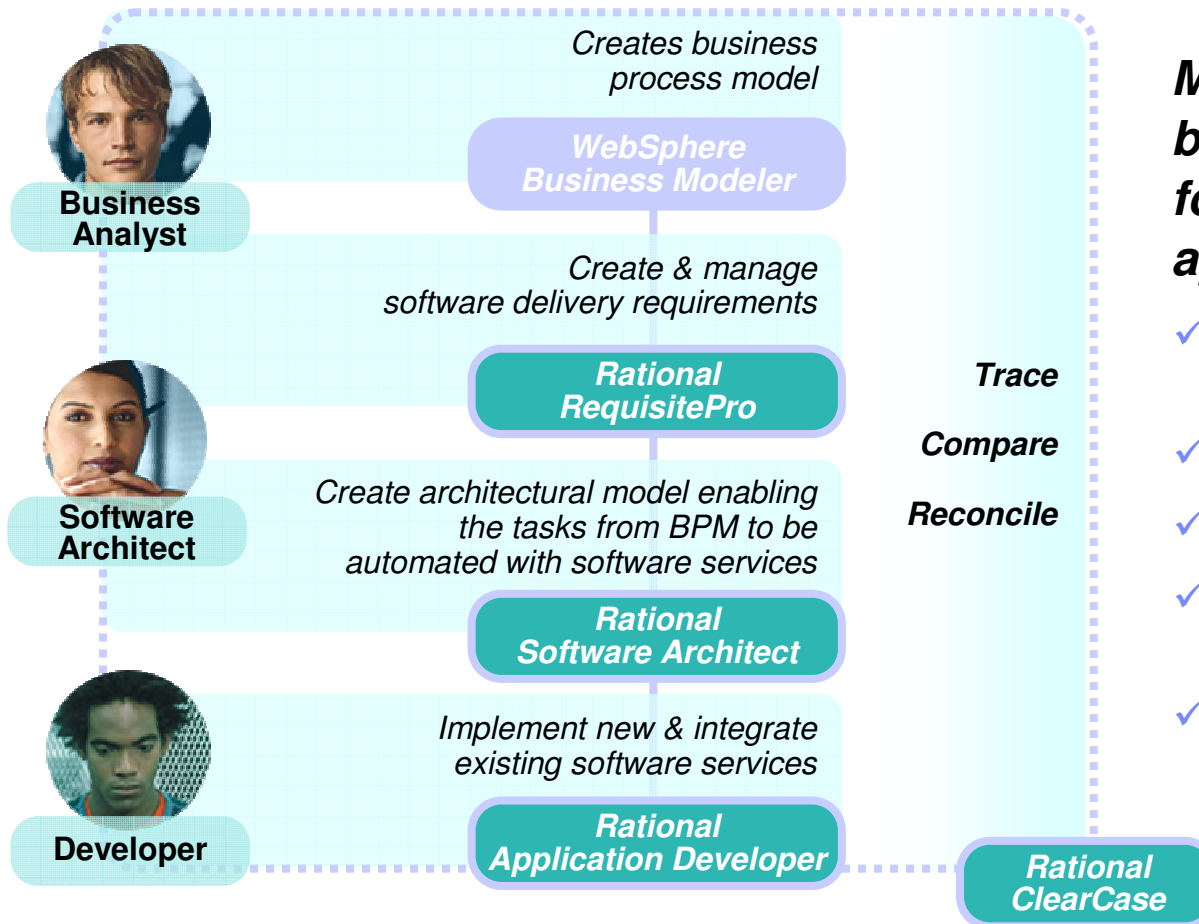 Creates business
process model
WebSphere
Business Modeler
Business
Analyst
Create & manage
software delivery requirements
Rational
RequisitePro
Software
Architect
Create architectural model enabling
the tasks from BPM to be
automated with software services
Rational
Software Architect
Implement new & integrate
existing software services
Rational
Application Developer
Developer
Trace
Compare
Reconcile
Rational
ClearCase